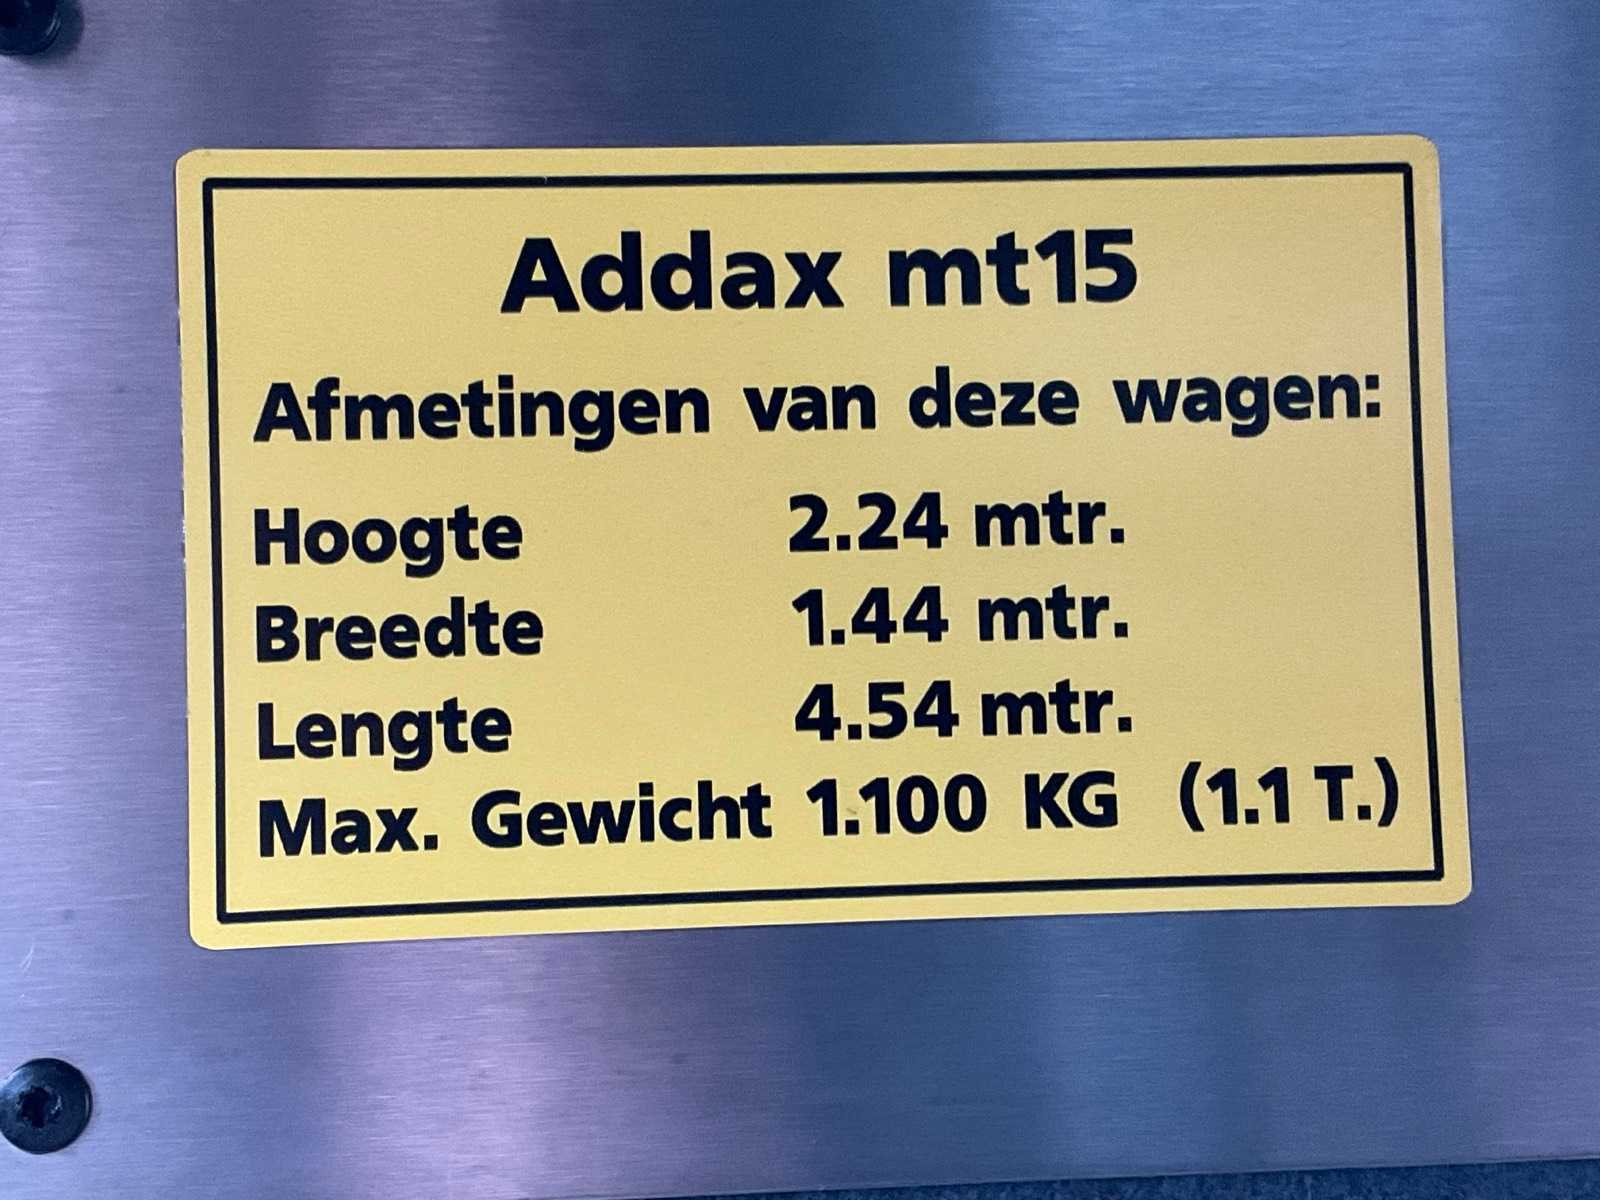 Addax mt15
Afmetingen van deze wagen:
Hoogte 2.24 mtr.
Breedte 1.44 mtr.
Lengte 4.54 mtr.
Max. Gewicht 1.100 KG (1.1 T.)